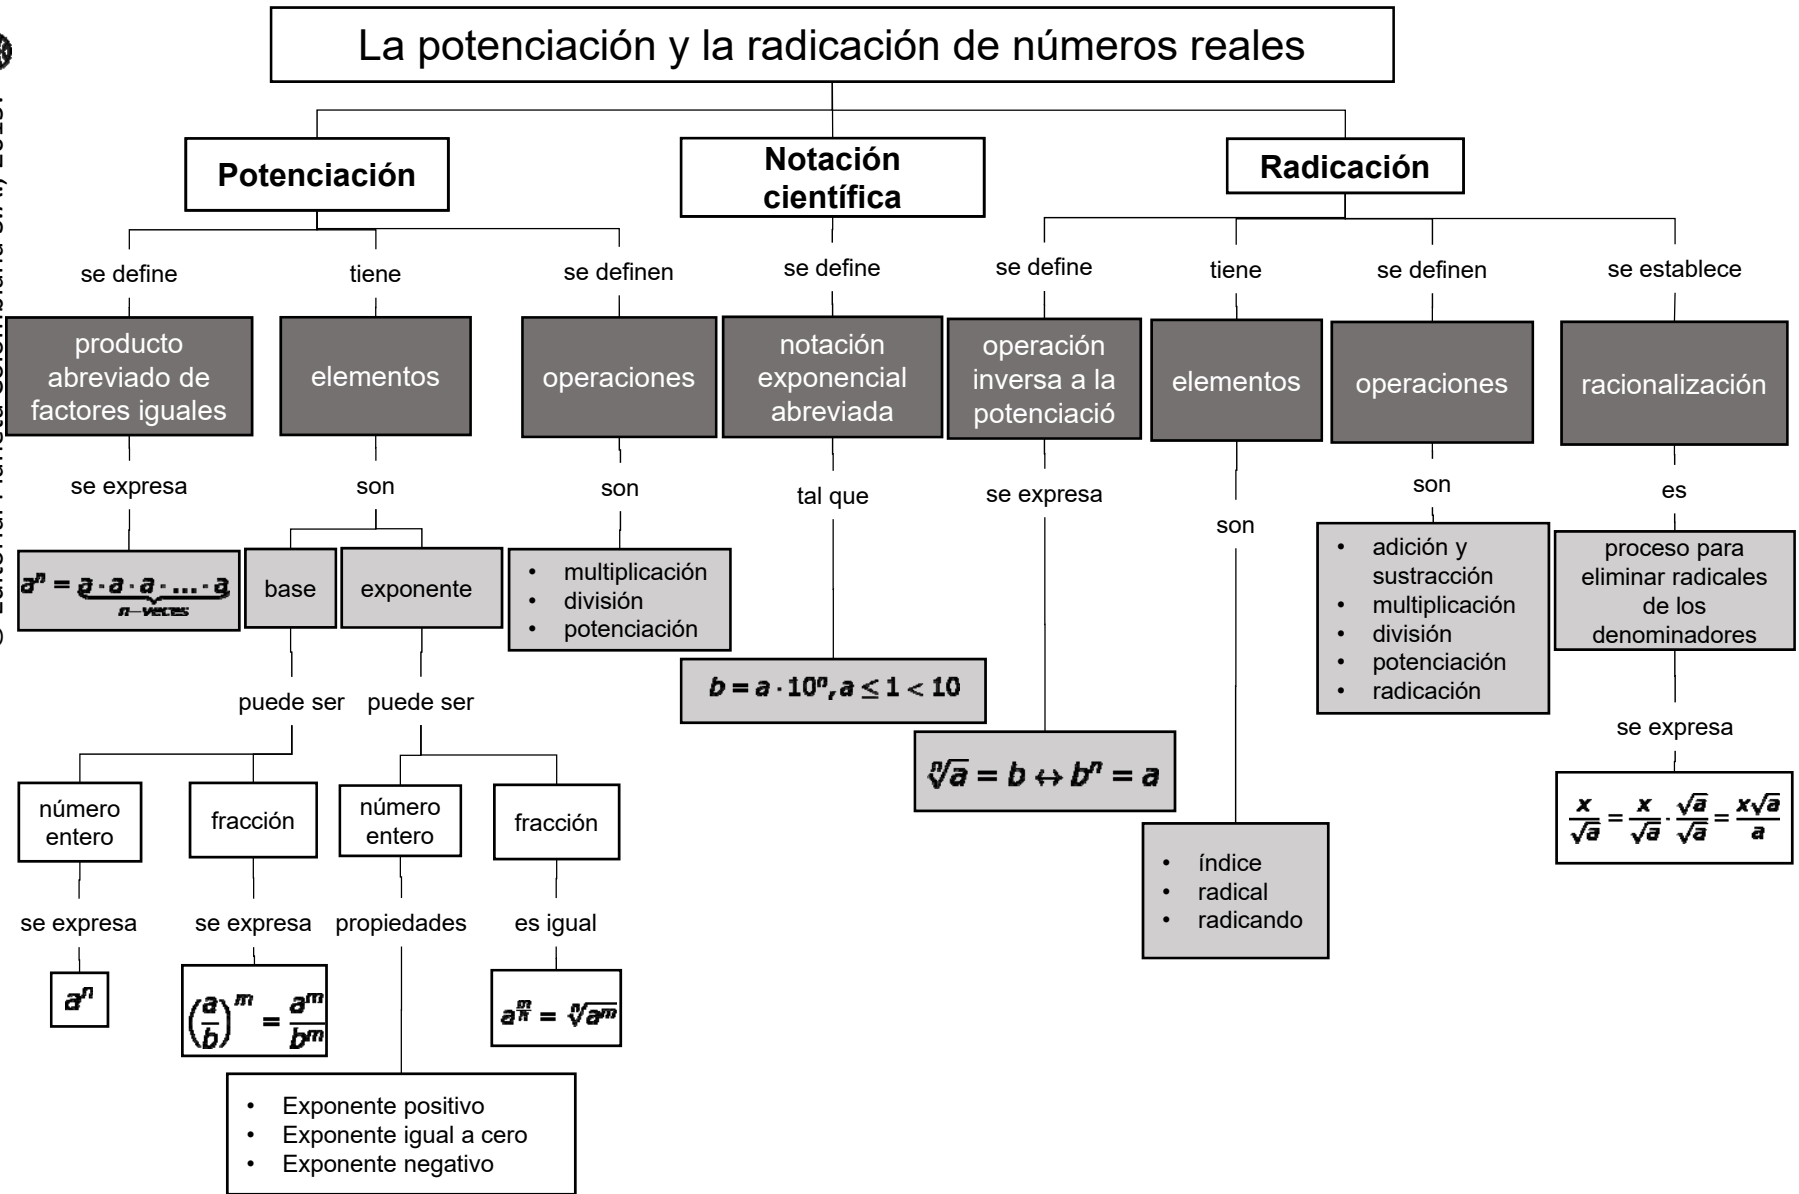 La potenciación y la radicación de números reales
Potenciación
Notación
científica
Radicación
se define
tiene
se definen
se define
se define
tiene
se definen
se establece
producto
abreviado de
factores iguales
elementos
operaciones
notación
exponencial
abreviada
operación
inversa a la
potenciació
elementos
operaciones
racionalización
se expresa
son
son
tal que
se expresa
son
son
es
aⁿ = a · a · a · ... · a
n−veces
base
exponente
• multiplicación
• división
• potenciación
b = a · 10ⁿ, a ≤ 1 < 10
ⁿ√a = b ↔ bⁿ = a
• índice
• radical
• radicando
• adición y
sustracción
• multiplicación
• división
• potenciación
• radicación
proceso para
eliminar radicales
de los
denominadores
se expresa
x/√a = x/√a · √a/√a = x√a/a
puede ser
puede ser
número
entero
fracción
número
entero
fracción
se expresa
se expresa
propiedades
es igual
aⁿ
(a/b)^m = a^m/b^m
a^(m/n) = ⁿ√(a^m)
• Exponente positivo
• Exponente igual a cero
• Exponente negativo